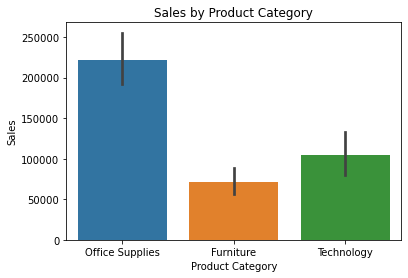 Sales by Product Category
250000
200000
150000
100000
50000
0
Sales
Office Supplies
Furniture
Technology
Product Category